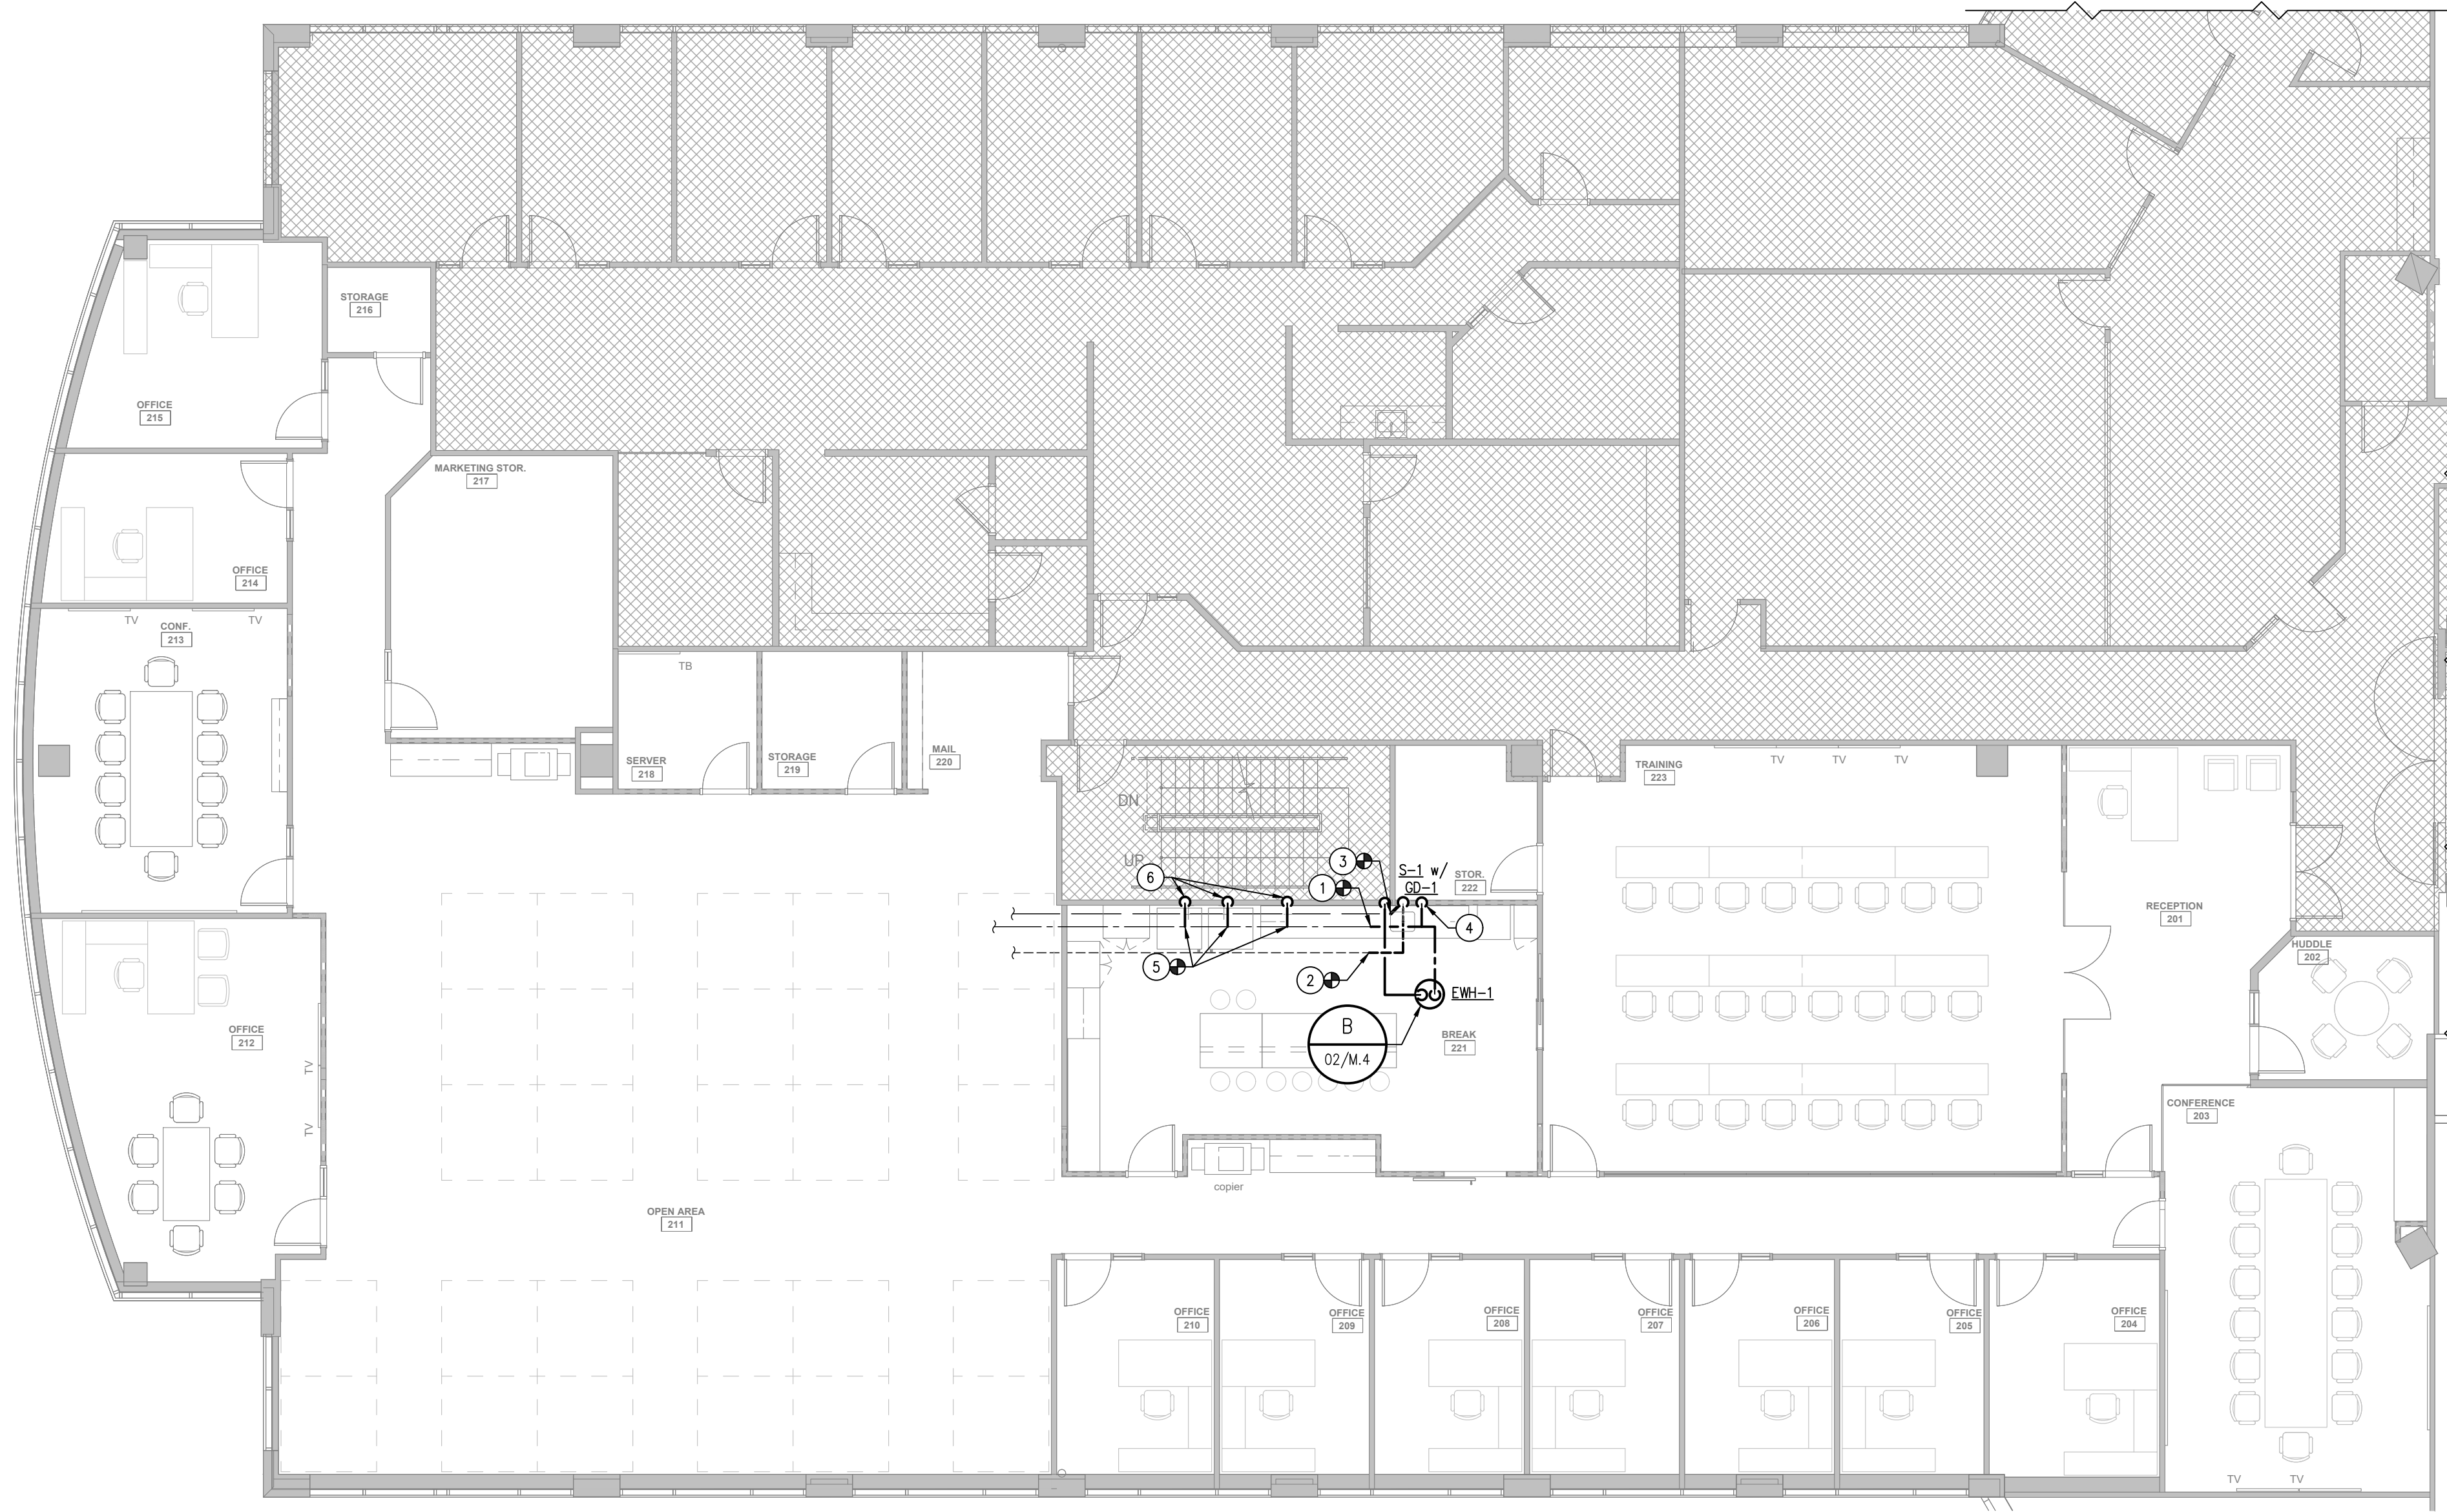 STORAGE
216
OFFICE
215
MARKETING STOR.
217
OFFICE
214
TV
TV
CONF.
213
TB
SERVER
218
STORAGE
219
MAIL
220
DN
UP
TRAINING
223
TV
TV
TV
3
6
1
S-1 w/
GD-1
STOR.
222
4
5
2
EWH-1
B
02/M.4
BREAK
221
RECEPTION
201
HUDDLE
202
OFFICE
212
TV
TV
CONFERENCE
203
copier
OPEN AREA
211
OFFICE
210
OFFICE
209
OFFICE
208
OFFICE
207
OFFICE
206
OFFICE
205
OFFICE
204
TV
TV